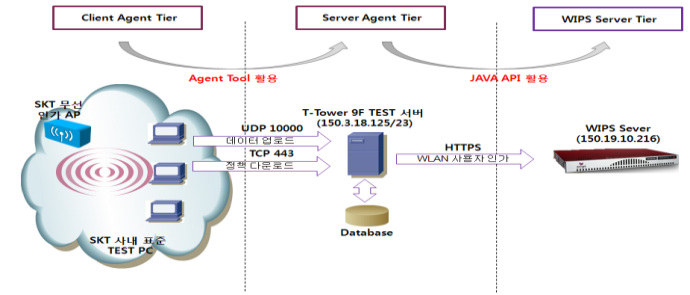 Client Agent Tier
Server Agent Tier
WIPS Server Tier
Agent Tool 활용
JAVA API 활용
SKT 무선
인가 AP
UDP 10000
데이터 업로드
TCP 443
정책 다운로드
SKT 사내 표준
TEST PC
T-Tower 9F TEST 서버
(150.3.18.125/23)
Database
HTTPS
WLAN 사용자 인가
WIPS Sever
(150.19.10.216)